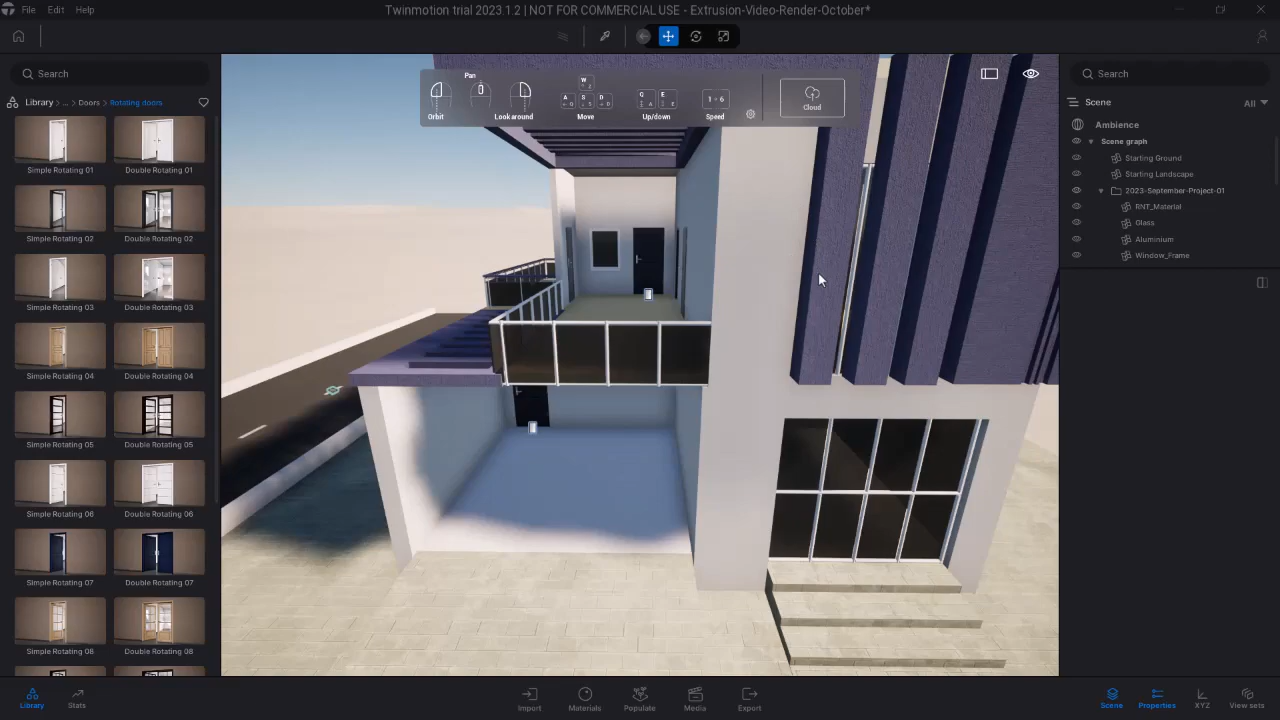 File Edit Help
Twinmotion trial 2023.1.2 | NOT FOR COMMERCIAL USE - Extrusion-Video-Render-October*
Search
Library > ... > Doors > Rotating doors
Simple Rotating 01
Double Rotating 01
Simple Rotating 02
Double Rotating 02
Simple Rotating 03
Double Rotating 03
Simple Rotating 04
Double Rotating 04
Simple Rotating 05
Double Rotating 05
Simple Rotating 06
Double Rotating 06
Simple Rotating 07
Double Rotating 07
Simple Rotating 08
Double Rotating 08
Pan
Orbit
Look around
W
A S D
Move
Q E
Up/down
1 - 6
Speed
Cloud
Search
Scene
All
Ambience
Scene graph
Starting Ground
Starting Landscape
2023-September-Project-01
RNT_Material
Glass
Aluminium
Window_Frame
Library
Stats
Import
Materials
Populate
Media
Export
Scene
Properties
XYZ
View sets